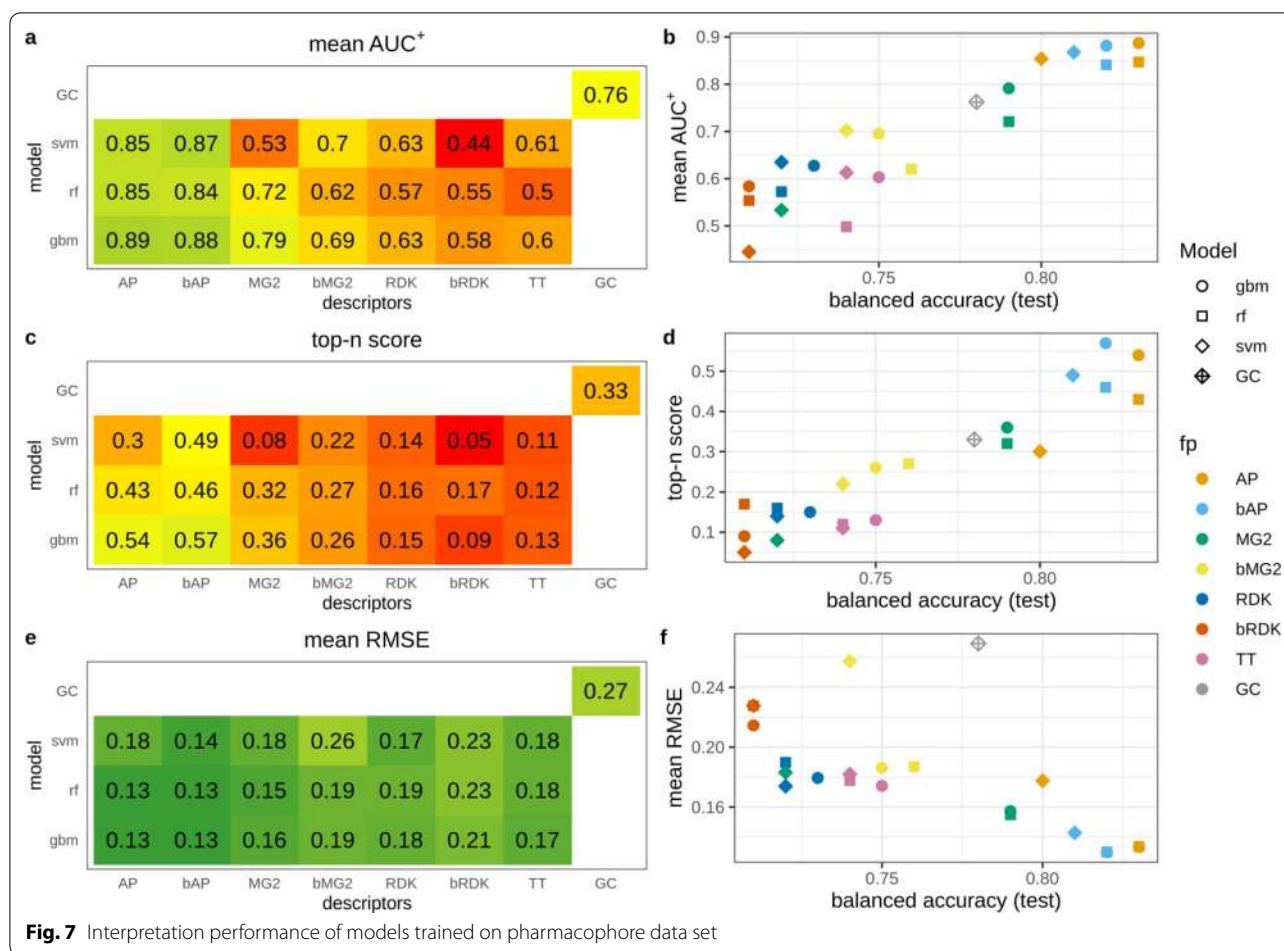 a
mean AUC+
GC
0.76
svm
0.85 0.87 0.53 0.7 0.63 0.44 0.61
rf
0.85 0.84 0.72 0.62 0.57 0.55 0.5
gbm
0.89 0.88 0.79 0.69 0.63 0.58 0.6
model
AP bAP MG2 bMG2 RDK bRDK TT GC
descriptors
b
mean AUC+
0.9
0.8
0.7
0.6
0.5
0.75 0.80
balanced accuracy (test)
c
top-n score
GC
0.33
svm
0.3 0.49 0.08 0.22 0.14 0.05 0.11
rf
0.43 0.46 0.32 0.27 0.16 0.17 0.12
gbm
0.54 0.57 0.36 0.26 0.15 0.09 0.13
model
AP bAP MG2 bMG2 RDK bRDK TT GC
descriptors
d
top-n score
0.5
0.4
0.3
0.2
0.1
0.75 0.80
balanced accuracy (test)
e
mean RMSE
GC
0.27
svm
0.18 0.14 0.18 0.26 0.17 0.23 0.18
rf
0.13 0.13 0.15 0.19 0.19 0.23 0.18
gbm
0.13 0.13 0.16 0.19 0.18 0.21 0.17
model
AP bAP MG2 bMG2 RDK bRDK TT GC
descriptors
f
mean RMSE
0.24
0.20
0.16
0.75 0.80
balanced accuracy (test)
Model
gbm
rf
svm
GC
fp
AP
bAP
MG2
bMG2
RDK
bRDK
TT
GC
Fig. 7 Interpretation performance of models trained on pharmacophore data set